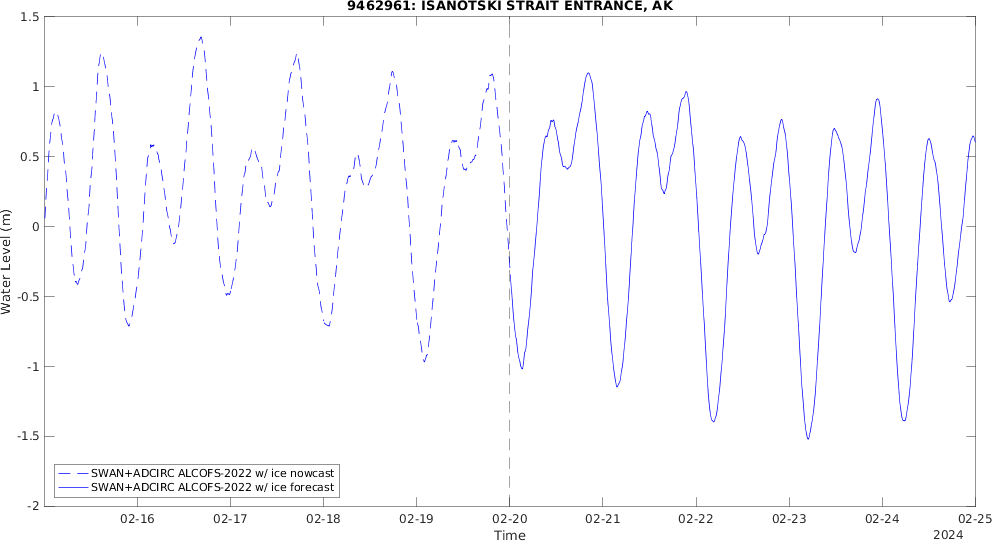 9462961: ISANOTSKI STRAIT ENTRANCE, AK
1.5
1
0.5
0
-0.5
-1
-1.5
-2
Water Level (m)
SWAN+ADCIRC ALCOFS-2022 w/ ice nowcast
SWAN+ADCIRC ALCOFS-2022 w/ ice forecast
02-16 02-17 02-18 02-19 02-20 02-21 02-22 02-23 02-24 02-25
Time
2024